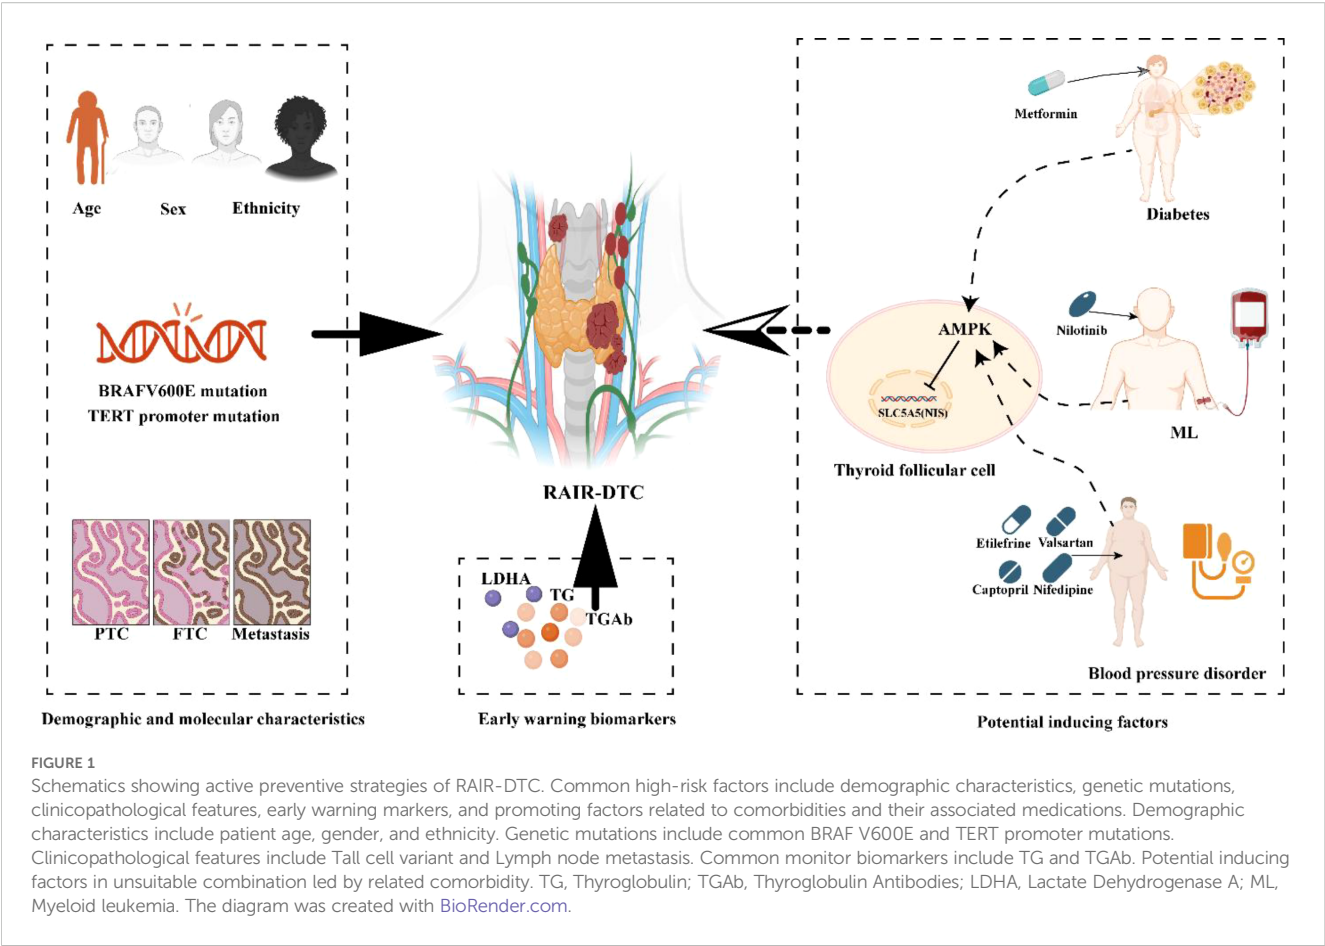 Age
Sex
Ethnicity
BRAFV600E mutation
TERT promoter mutation
PTC
FTC
Metastasis
Demographic and molecular characteristics
RAIR-DTC
LDHA
TG
TGAb
Early warning biomarkers
Metformin
Diabetes
AMPK
SLC5A5(NIS)
Thyroid follicular cell
Nilotinib
ML
Etilefrine
Valsartan
Captopril
Nifedipine
Blood pressure disorder
Potential inducing factors
FIGURE 1
Schematics showing active preventive strategies of RAIR-DTC. Common high-risk factors include demographic characteristics, genetic mutations,
clinicopathological features, early warning markers, and promoting factors related to comorbidities and their associated medications. Demographic
characteristics include patient age, gender, and ethnicity. Genetic mutations include common BRAF V600E and TERT promoter mutations.
Clinicopathological features include Tall cell variant and Lymph node metastasis. Common monitor biomarkers include TG and TGAb. Potential inducing
factors in unsuitable combination led by related comorbidity. TG, Thyroglobulin; TGAb, Thyroglobulin Antibodies; LDHA, Lactate Dehydrogenase A; ML,
Myeloid leukemia. The diagram was created with BioRender.com.